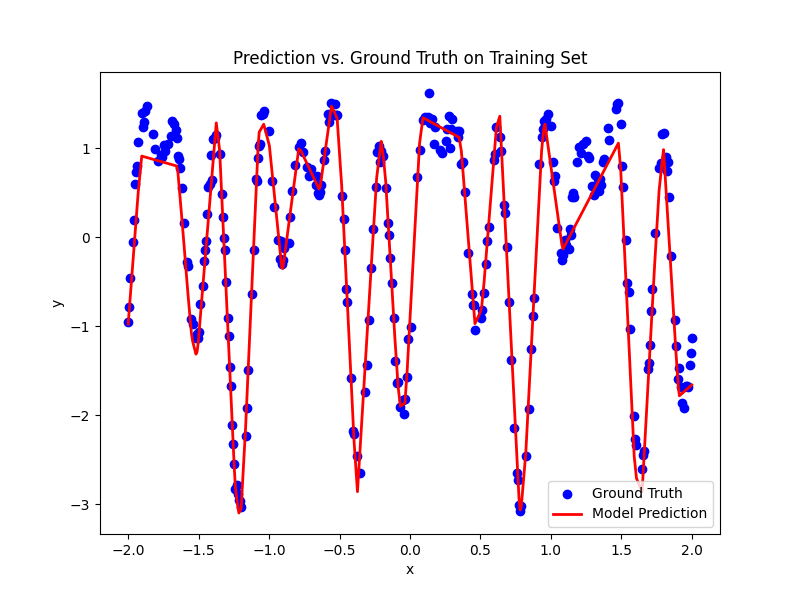 Prediction vs. Ground Truth on Training Set
y
1
0
−1
−2
−3
−2.0 −1.5 −1.0 −0.5 0.0 0.5 1.0 1.5 2.0
x
Ground Truth
Model Prediction